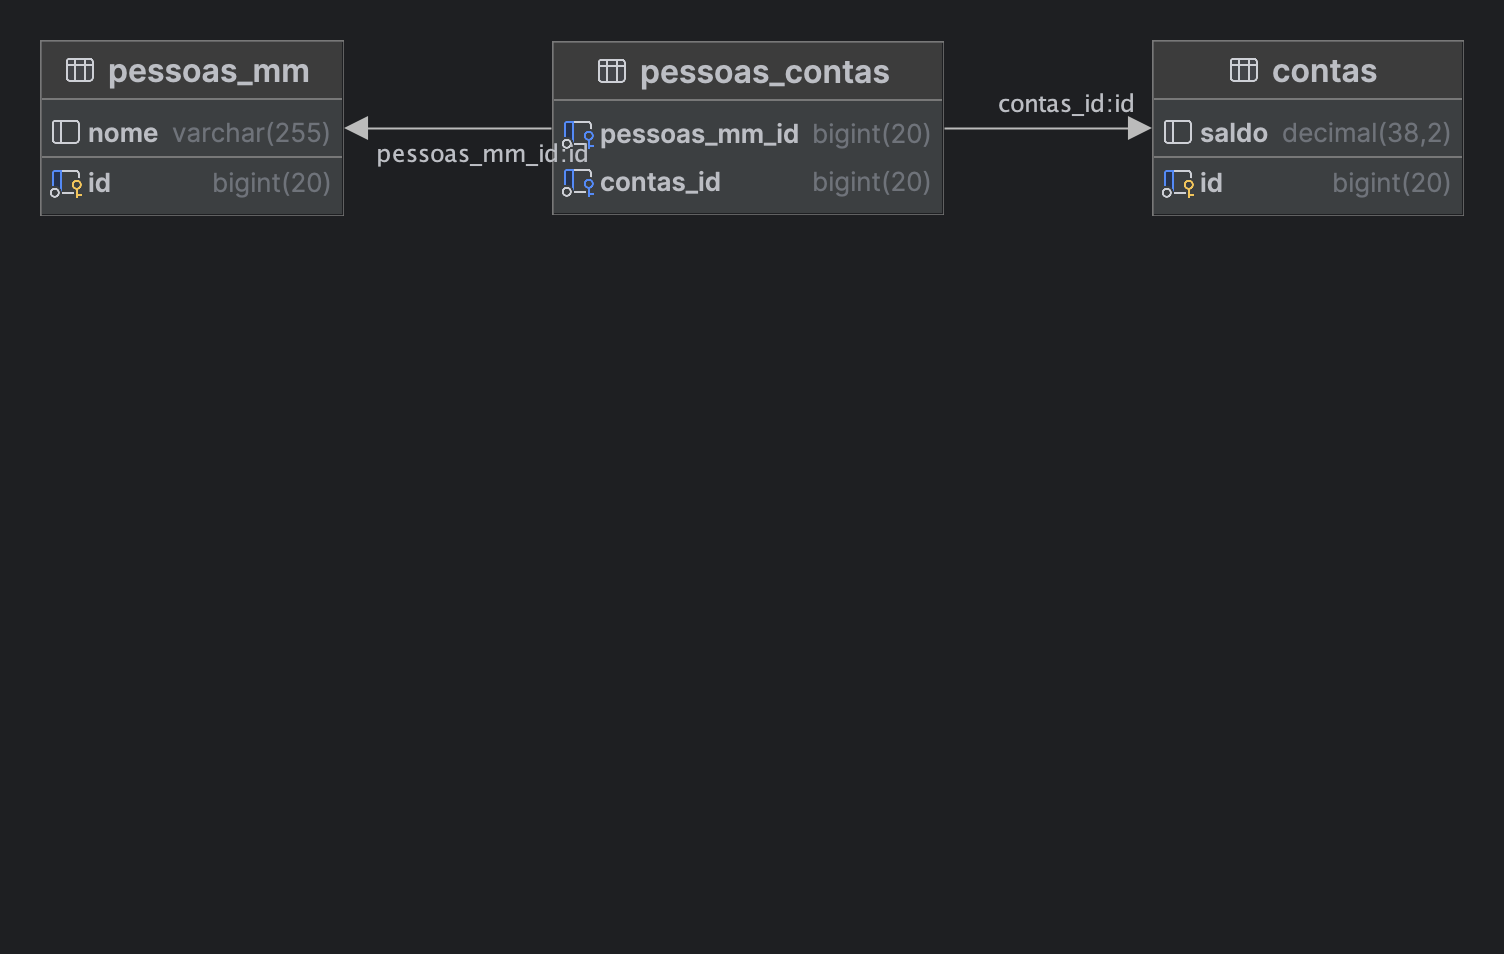 pessoas_mm
nome varchar(255)
id bigint(20)
pessoas_mm_id:id
pessoas_contas
pessoas_mm_id bigint(20)
contas_id bigint(20)
contas_id:id
contas
saldo decimal(38,2)
id bigint(20)